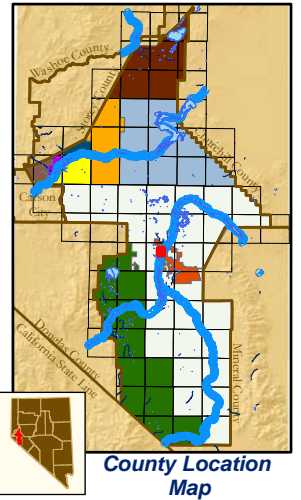 Washoe County
Storey County
Churchill County
Carson
City
Douglas County
California State Line
Mineral County
County Location
Map